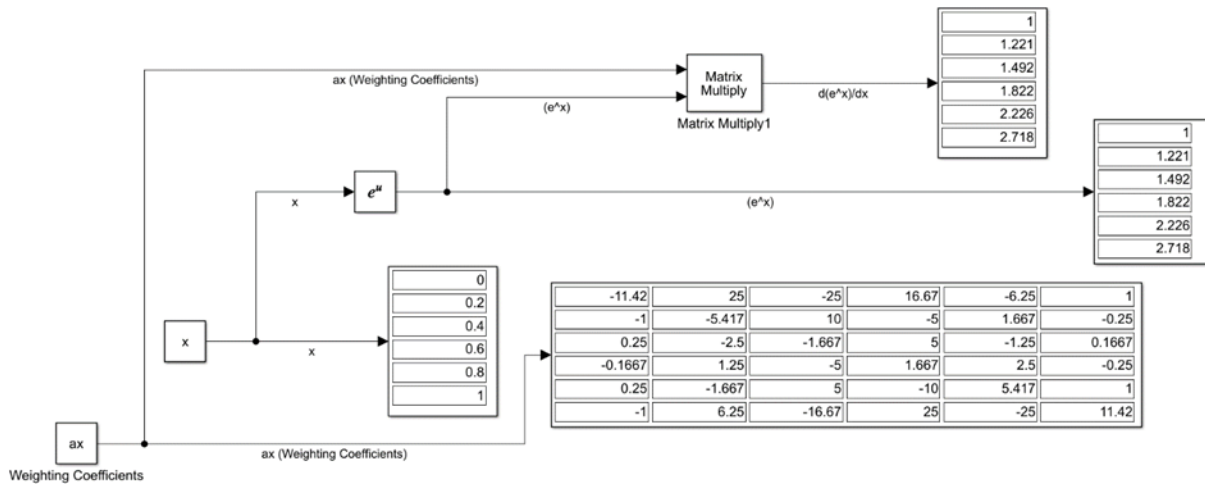 1
1.221
1.492
1.822
2.226
2.718
Matrix
Multiply
Matrix Multiply1
ax (Weighting Coefficients)
(e^x)
d(e^x)/dx
1
1.221
1.492
1.822
2.226
2.718
e^u
x
(e^x)
0
0.2
0.4
0.6
0.8
1
x
x
-11.42 25 -25 16.67 -6.25 1
-1 -5.417 10 -5 1.667 -0.25
0.25 -2.5 -1.667 5 -1.25 0.1667
-0.1667 1.25 -5 1.667 2.5 -0.25
0.25 -1.667 5 -10 5.417 1
-1 6.25 -16.67 25 -25 11.42
ax
Weighting Coefficients
ax (Weighting Coefficients)